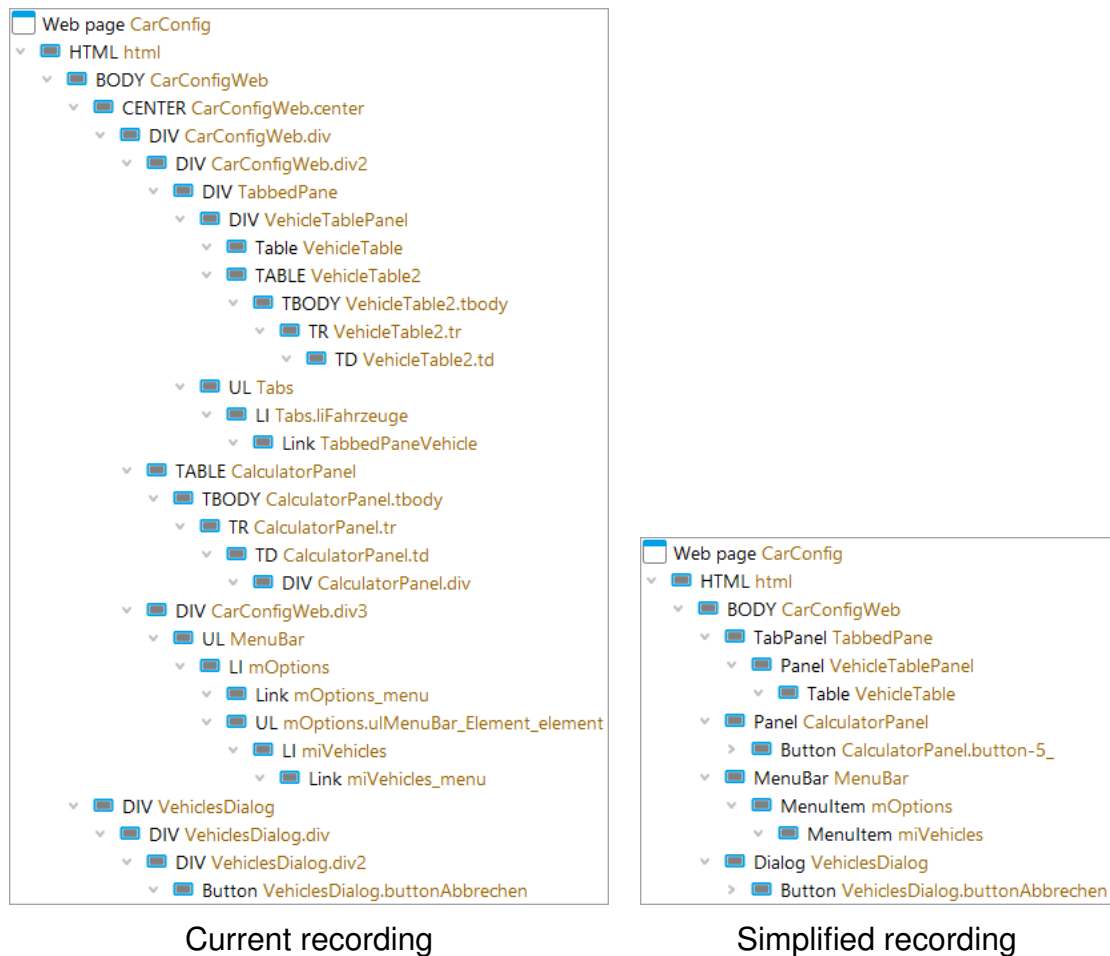 Web page CarConfig
HTML html
BODY CarConfigWeb
CENTER CarConfigWeb.center
DIV CarConfigWeb.div
DIV CarConfigWeb.div2
DIV TabbedPane
DIV VehicleTablePanel
Table VehicleTable
TABLE VehicleTable2
TBODY VehicleTable2.tbody
TR VehicleTable2.tr
TD VehicleTable2.td
UL Tabs
LI Tabs.liFahrzeuge
Link TabbedPaneVehicle
TABLE CalculatorPanel
TBODY CalculatorPanel.tbody
TR CalculatorPanel.tr
TD CalculatorPanel.td
DIV CalculatorPanel.div
DIV CarConfigWeb.div3
UL MenuBar
LI mOptions
Link mOptions_menu
UL mOptions.ulMenuBar_Element_element
LI miVehicles
Link miVehicles_menu
DIV VehiclesDialog
DIV VehiclesDialog.div
DIV VehiclesDialog.div2
Button VehiclesDialog.buttonAbbrechen
Current recording
Web page CarConfig
HTML html
BODY CarConfigWeb
TabPanel TabbedPane
Panel VehicleTablePanel
Table VehicleTable
Panel CalculatorPanel
Button CalculatorPanel.button-5_
MenuBar MenuBar
MenuItem mOptions
MenuItem miVehicles
Dialog VehiclesDialog
Button VehiclesDialog.buttonAbbrechen
Simplified recording